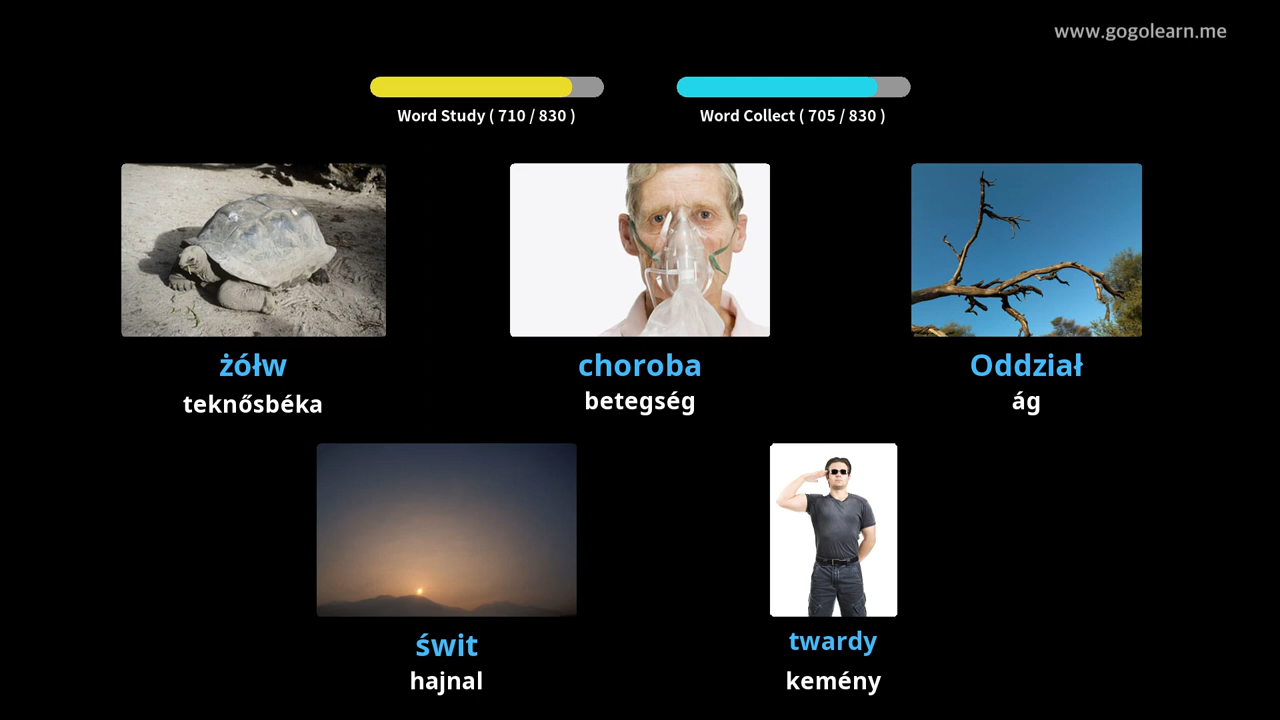 www.gogolearn.me
Word Study ( 710 / 830 )
Word Collect ( 705 / 830 )
żółw
teknősbéka
choroba
betegség
Oddział
ág
świt
hajnal
twardy
kemény